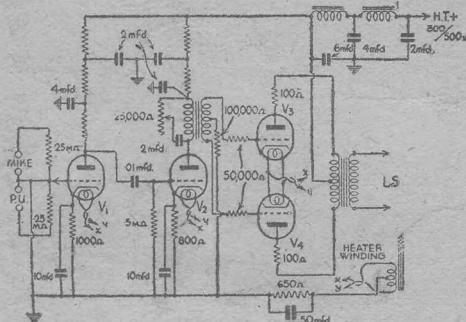 H.T.+
300/500v
2mfd.
6mfd
4mfd
2mfd.
4mfd
100Ω
V3
25,000Ω
100,000Ω
2mfd.
·25MΩ
·01mfd
50,000Ω
MIKE
P.U.
·25
MΩ
V1
V2
X
Y
L.S.
V4
1000Ω
·5MΩ
800Ω
100Ω
HEATER
WINDING
10mfd
10mfd
650Ω
X
Y
50mfd